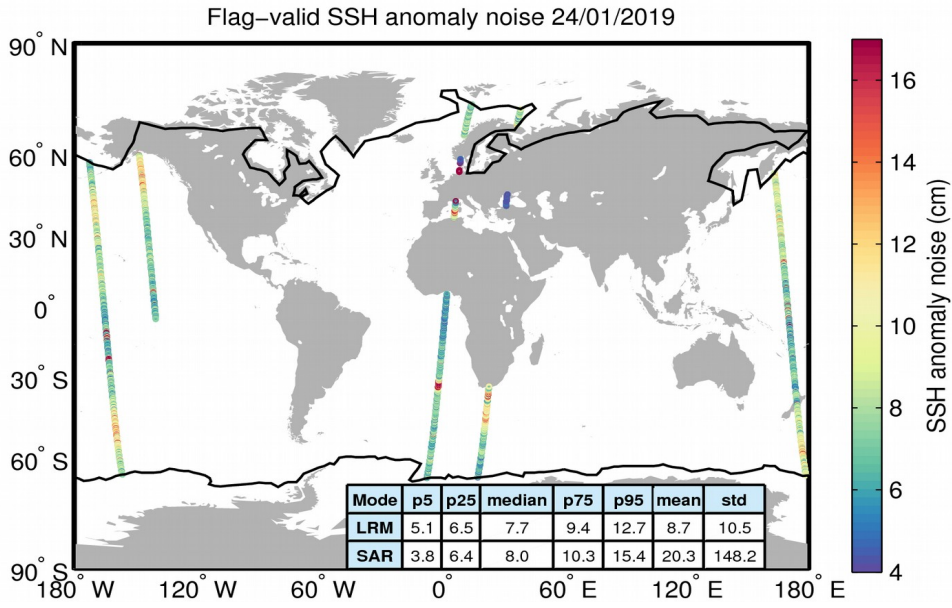 Flag−valid SSH anomaly noise 24/01/2019
90° N
60° N
30° N
0°
30° S
60° S
90° S
180° W
120° W
60° W
0
60° E
120° E
180° E
Mode p5 p25 median p75 p95 mean std
LRM 5.1 6.5 7.7 9.4 12.7 8.7 10.5
SAR 3.8 6.4 8.0 10.3 15.4 20.3 148.2
16
14
12
10
8
6
4
SSH anomaly noise (cm)